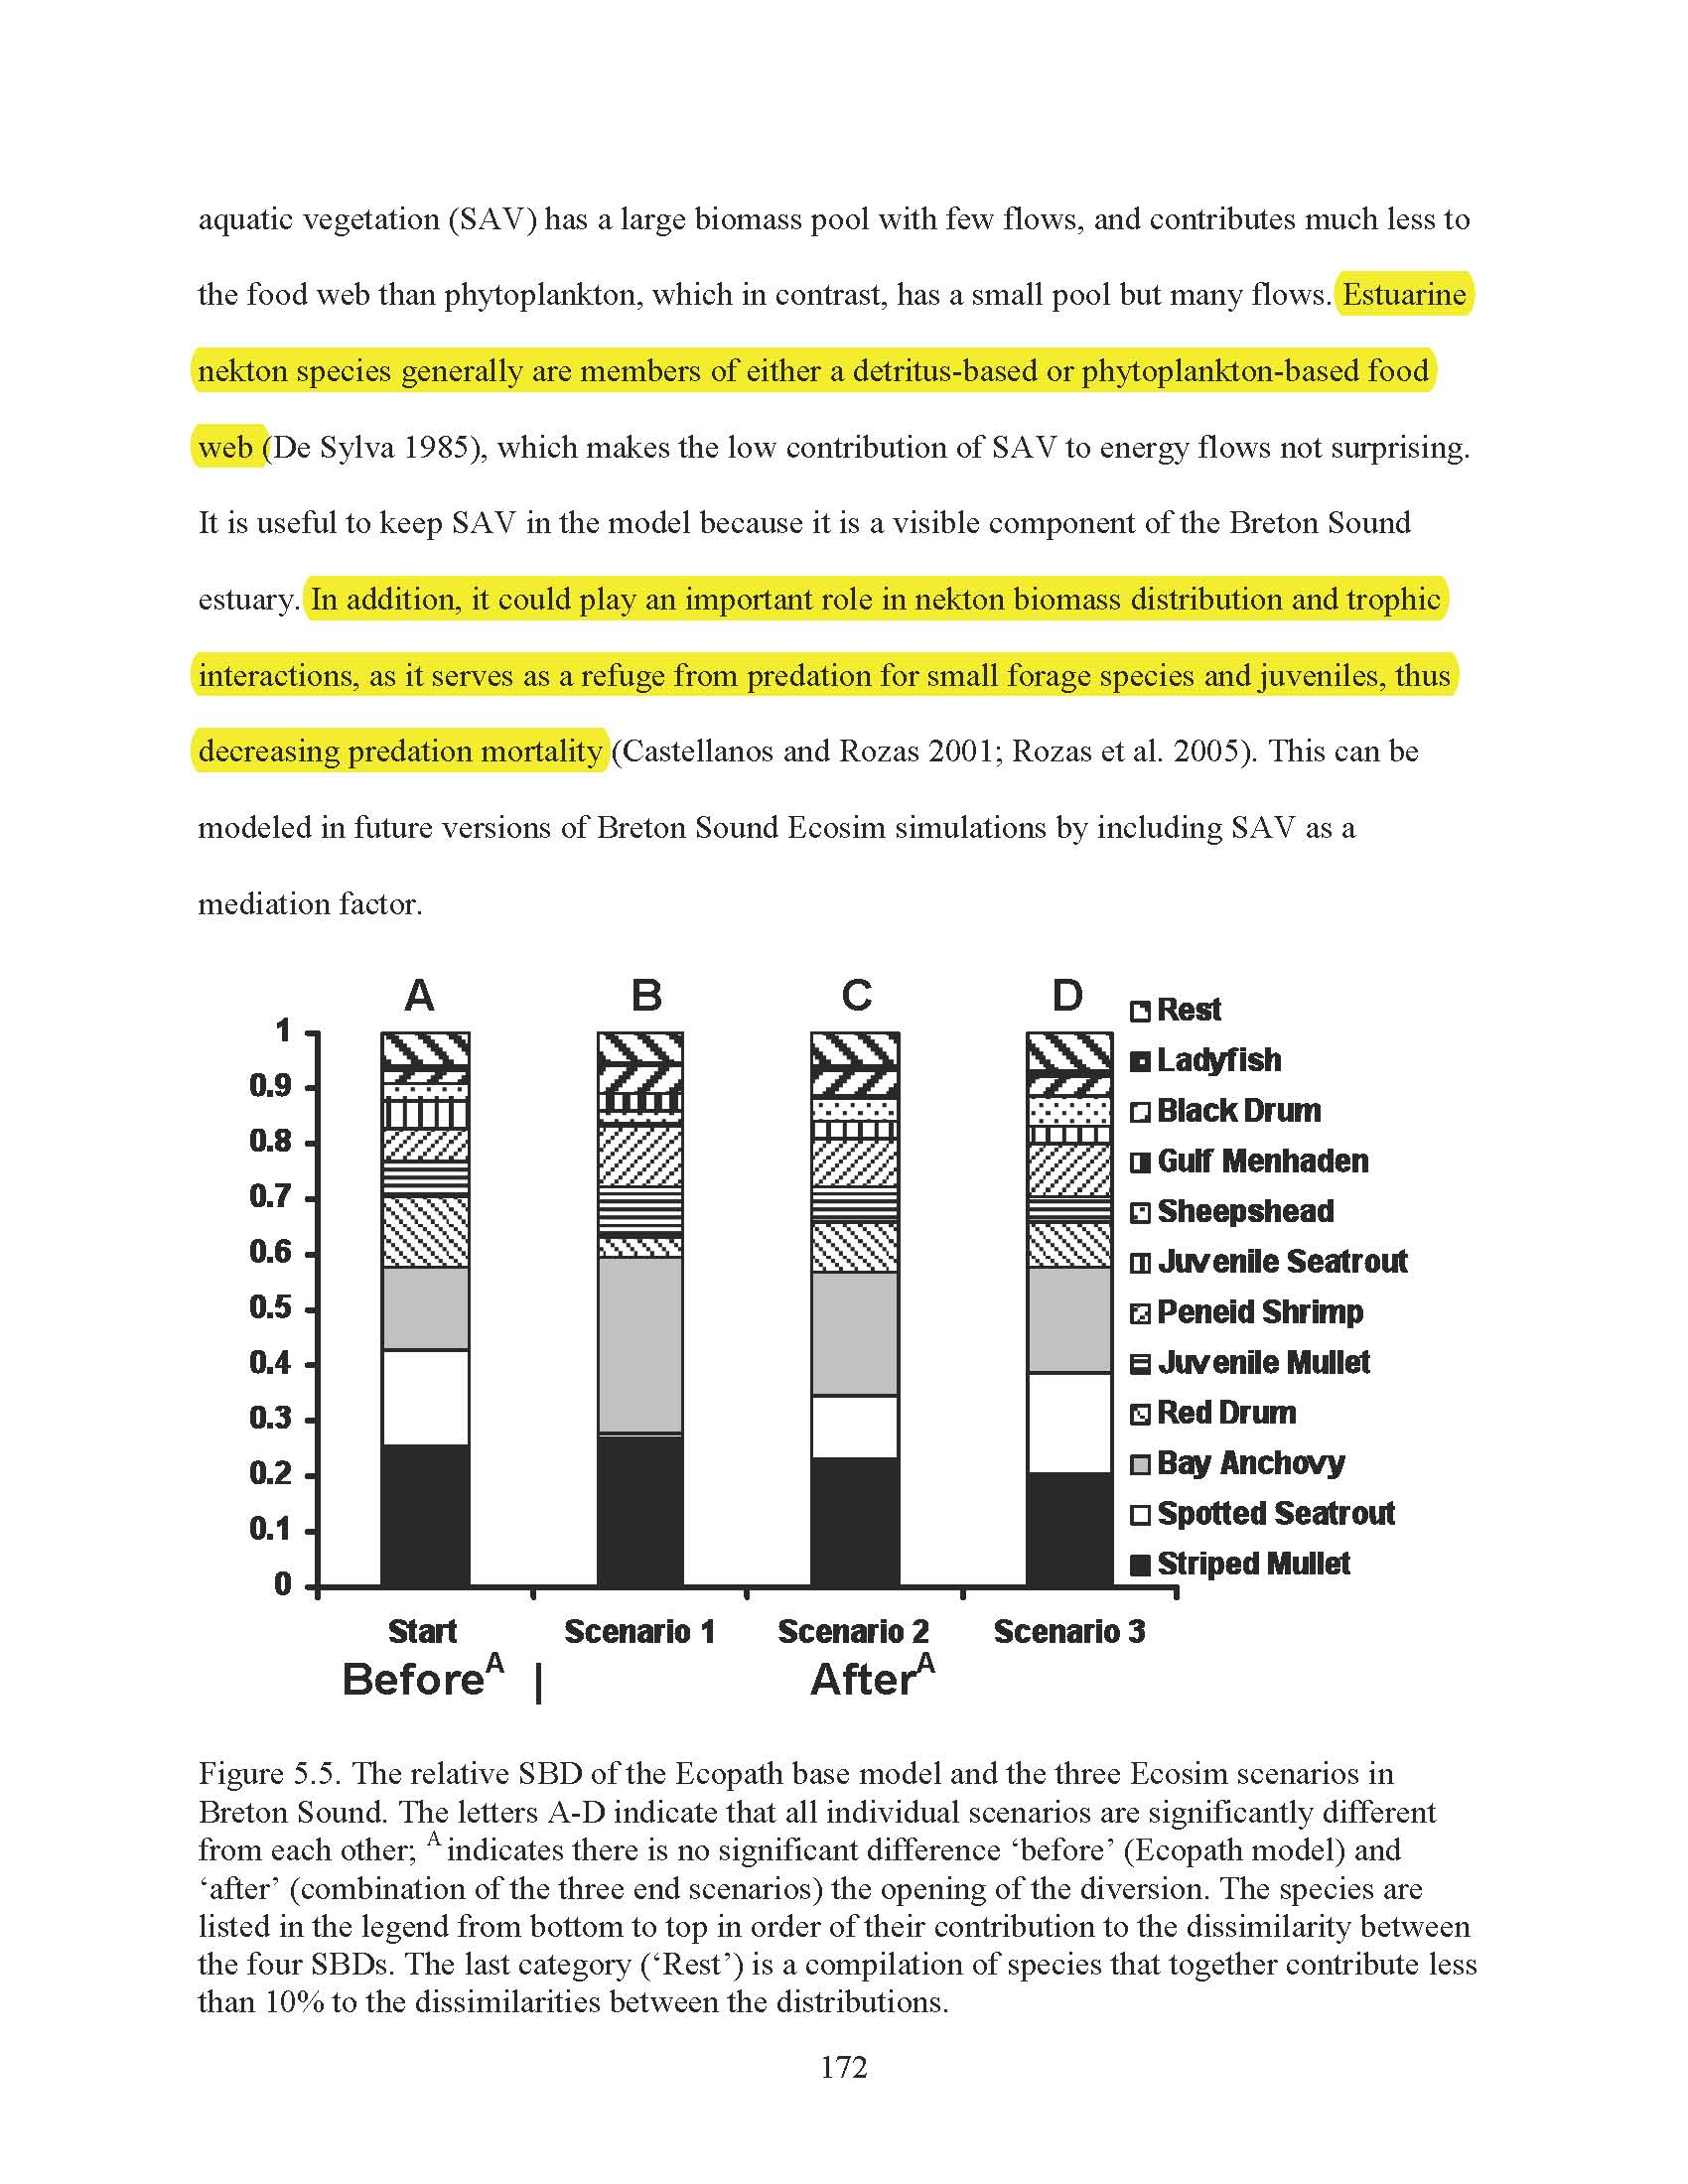 aquatic vegetation (SAV) has a large biomass pool with few flows, and contributes much less to
the food web than phytoplankton, which in contrast, has a small pool but many flows. Estuarine
nekton species generally are members of either a detritus-based or phytoplankton-based food
web (De Sylva 1985), which makes the low contribution of SAV to energy flows not surprising.
It is useful to keep SAV in the model because it is a visible component of the Breton Sound
estuary. In addition, it could play an important role in nekton biomass distribution and trophic
interactions, as it serves as a refuge from predation for small forage species and juveniles, thus
decreasing predation mortality (Castellanos and Rozas 2001; Rozas et al. 2005). This can be
modeled in future versions of Breton Sound Ecosim simulations by including SAV as a
mediation factor.
A B C D
1
0.9
0.8
0.7
0.6
0.5
0.4
0.3
0.2
0.1
0
Rest
Ladyfish
Black Drum
Gulf Menhaden
Sheepshead
Juvenile Seatrout
Peneid Shrimp
Juvenile Mullet
Red Drum
Bay Anchovy
Spotted Seatrout
Striped Mullet
Start Scenario 1 Scenario 2 Scenario 3
Before^A | After^A
Figure 5.5. The relative SBD of the Ecopath base model and the three Ecosim scenarios in
Breton Sound. The letters A-D indicate that all individual scenarios are significantly different
from each other; ^A indicates there is no significant difference ‘before’ (Ecopath model) and
‘after’ (combination of the three end scenarios) the opening of the diversion. The species are
listed in the legend from bottom to top in order of their contribution to the dissimilarity between
the four SBDs. The last category (‘Rest’) is a compilation of species that together contribute less
than 10% to the dissimilarities between the distributions.
172